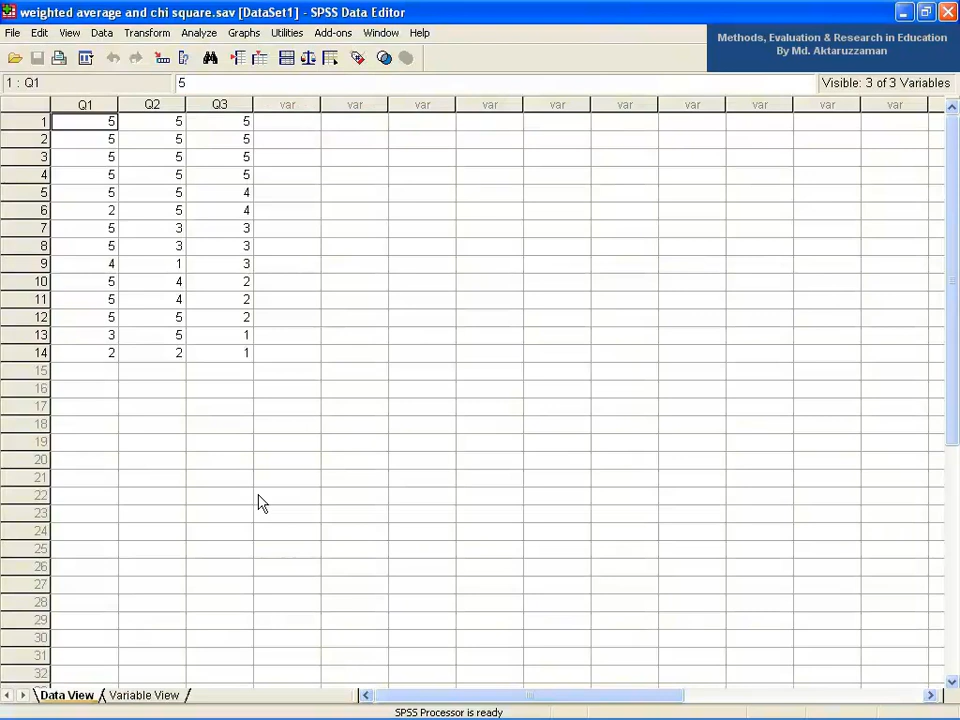 weighted average and chi square.sav [DataSet1] - SPSS Data Editor
File Edit View Data Transform Analyze Graphs Utilities Add-ons Window Help
Methods, Evaluation & Research in Education
By Md. Aktaruzzaman
1 : Q1 5 Visible: 3 of 3 Variables
Q1 Q2 Q3 var var var var var var var var var var
1 5 5 5
2 5 5 5
3 5 5 5
4 5 5 5
5 5 5 4
6 2 5 4
7 5 3 3
8 5 3 3
9 4 1 3
10 5 4 2
11 5 4 2
12 5 5 2
13 3 5 1
14 2 2 1
15
16
17
18
19
20
21
22
23
24
25
26
27
28
29
30
31
32
Data View Variable View
SPSS Processor is ready